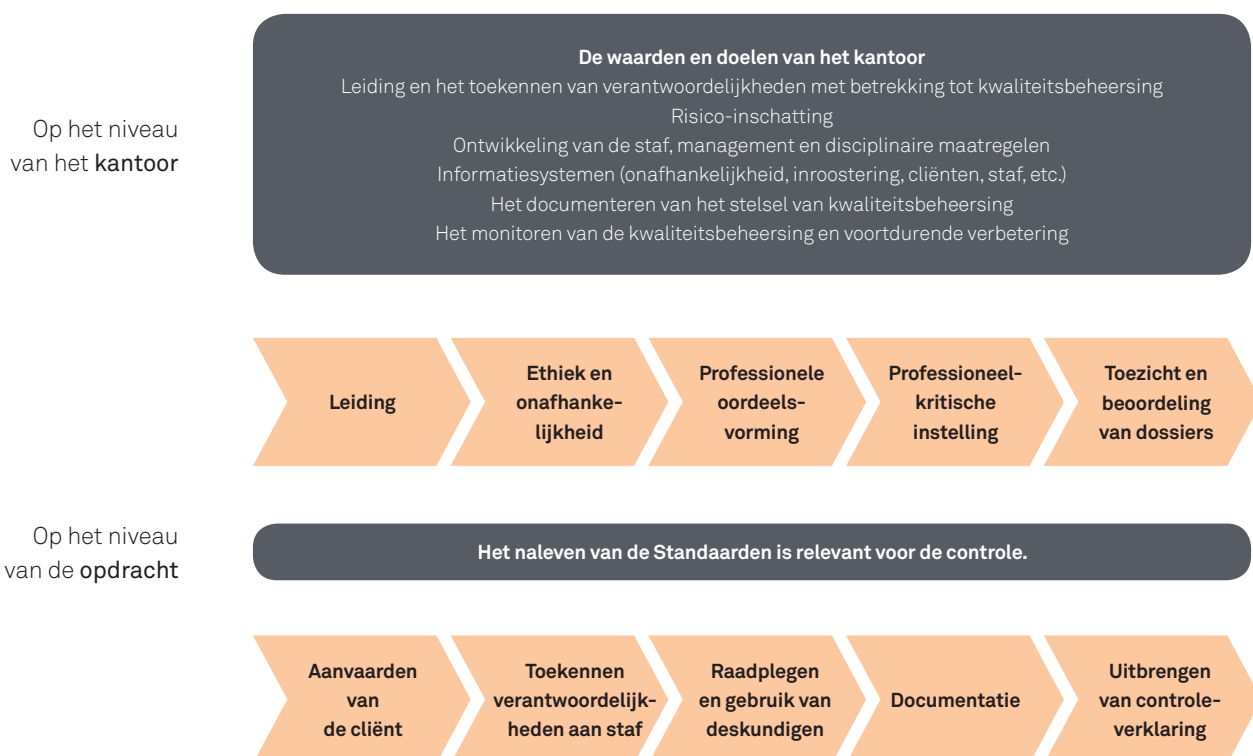 Op het niveau
van het kantoor
De waarden en doelen van het kantoor
Leiding en het toekennen van verantwoordelijkheden met betrekking tot kwaliteitsbeheersing
Risico-inschatting
Ontwikkeling van de staf, management en disciplinaire maatregelen
Informatiesystemen (onafhankelijkheid, inroostering, cliënten, staf, etc.)
Het documenteren van het stelsel van kwaliteitsbeheersing
Het monitoren van de kwaliteitsbeheersing en voortdurende verbetering
Leiding
Ethiek en
onafhanke-
lijkheid
Professionele
oordeels-
vorming
Professioneel-
kritische
instelling
Toezicht en
beoordeling
van dossiers
Op het niveau
van de opdracht
Het naleven van de Standaarden is relevant voor de controle.
Aanvaarden
van
de cliënt
Toekennen
verantwoordelijk-
heden aan staf
Raadplegen
en gebruik van
deskundigen
Documentatie
Uitbrengen
van controle-
verklaring